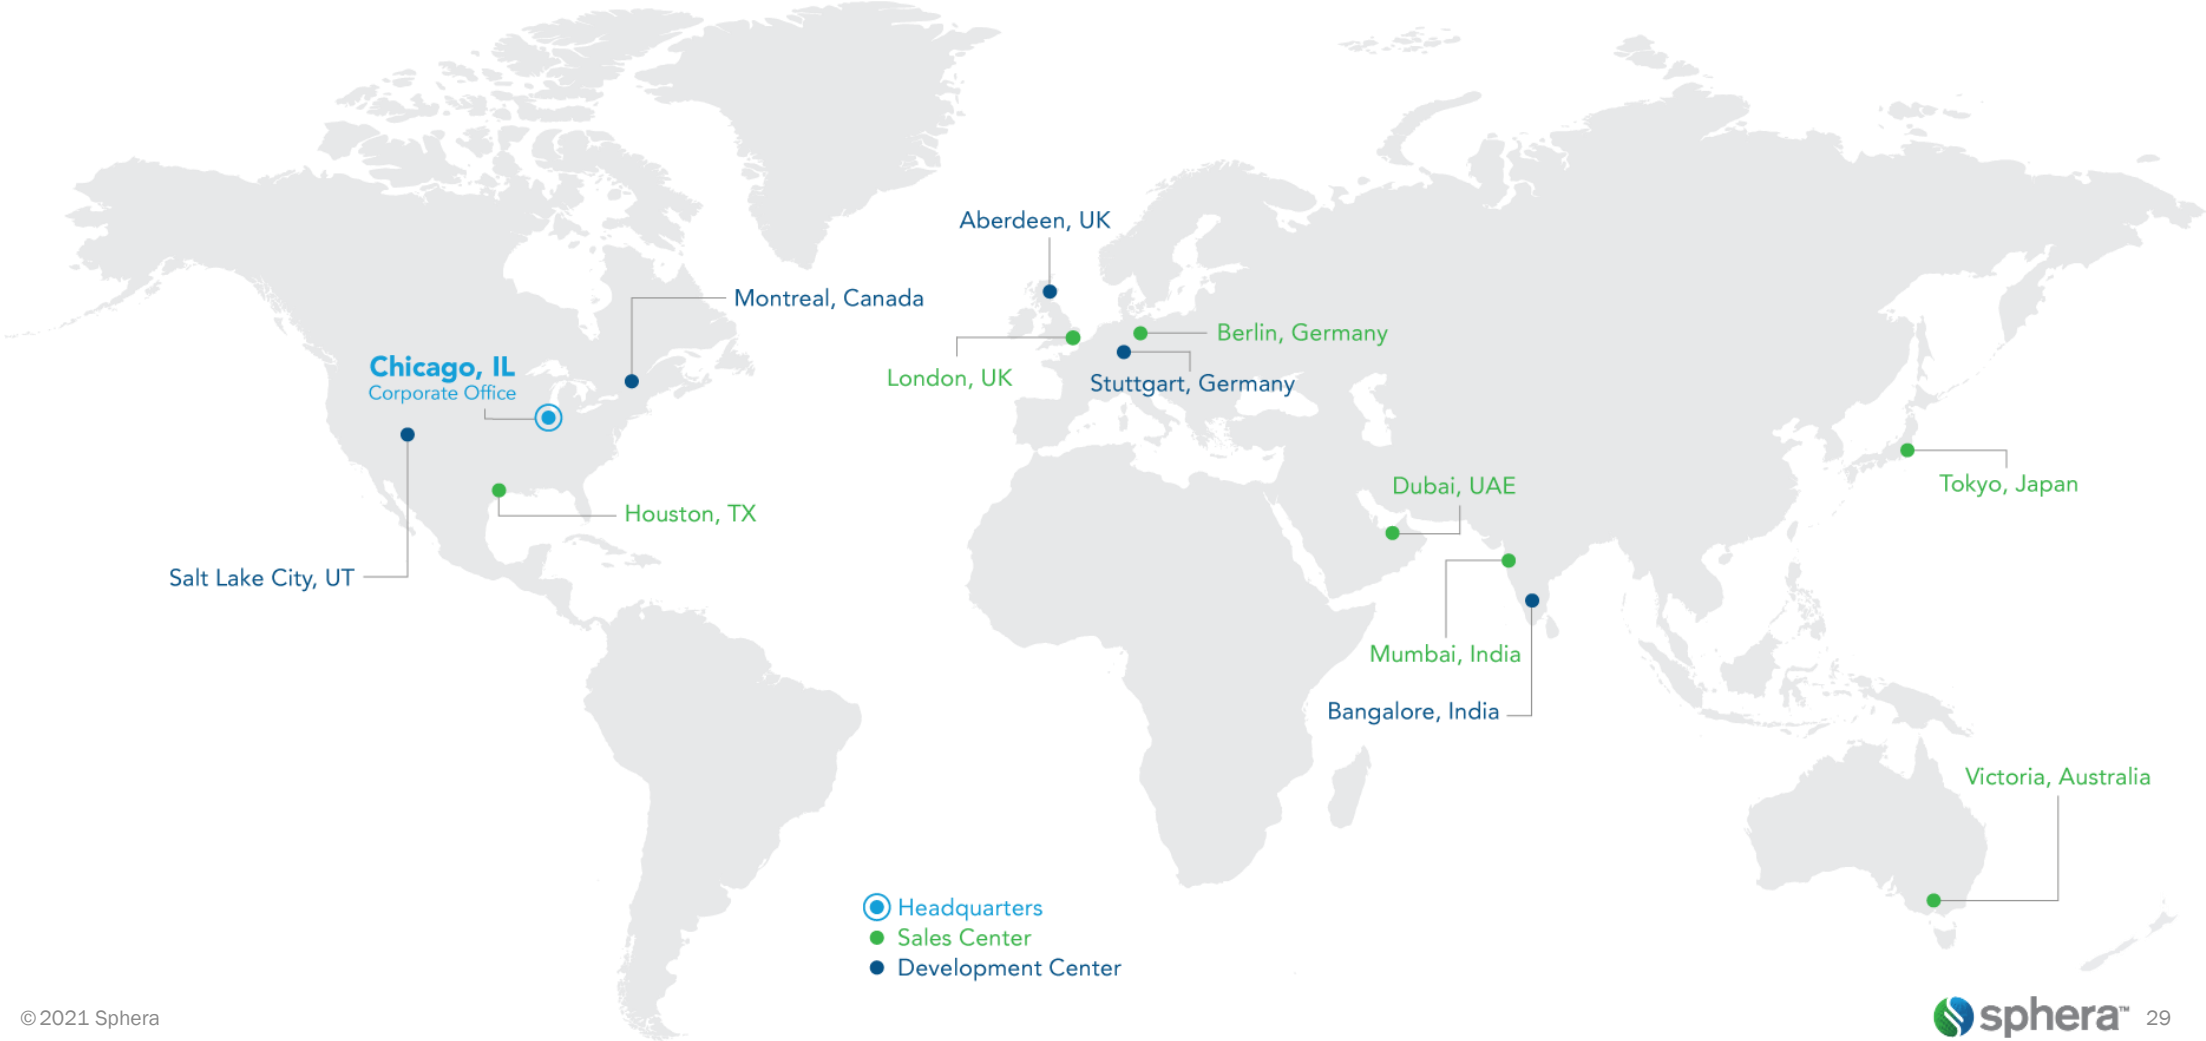 Aberdeen, UK
Montreal, Canada
Berlin, Germany
Chicago, IL
Corporate Office
London, UK
Stuttgart, Germany
Dubai, UAE
Tokyo, Japan
Houston, TX
Salt Lake City, UT
Mumbai, India
Bangalore, India
Victoria, Australia
Headquarters
Sales Center
Development Center
© 2021 Sphera
sphera™ 29